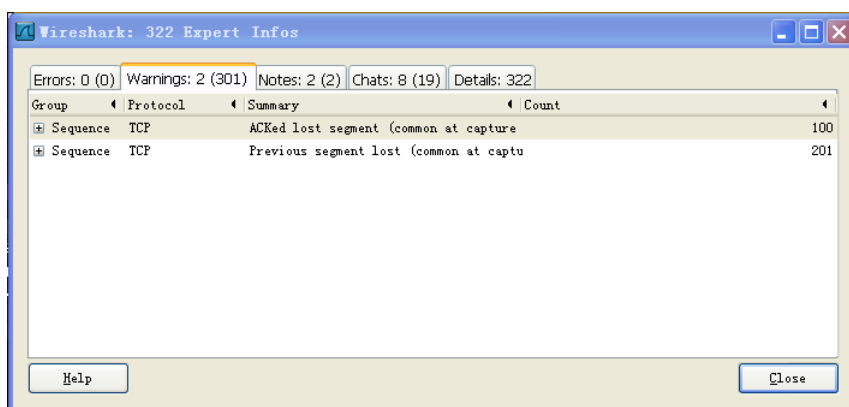 Wireshark: 322 Expert Infos
Errors: 0 (0) Warnings: 2 (301) Notes: 2 (2) Chats: 8 (19) Details: 322
Group Protocol Summary Count
Sequence TCP ACKed lost segment (common at capture 100
Sequence TCP Previous segment lost (common at captu 201
Help Close